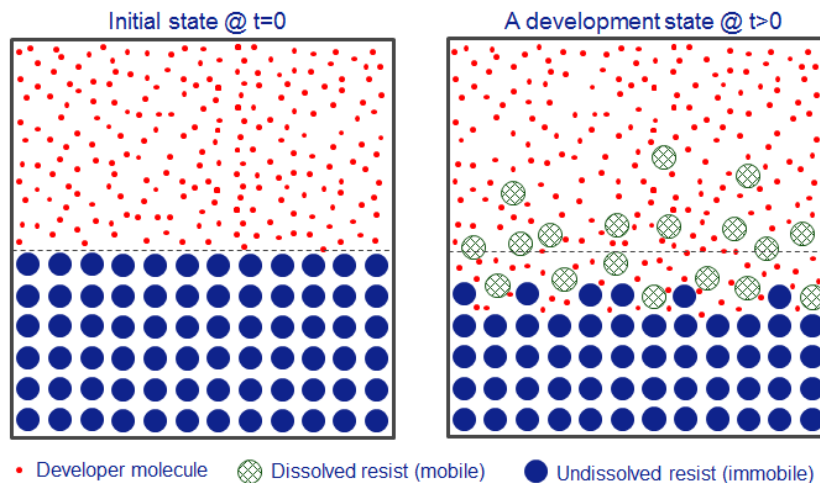 Initial state @ t=0
A development state @ t>0
Developer molecule
Dissolved resist (mobile)
Undissolved resist (immobile)